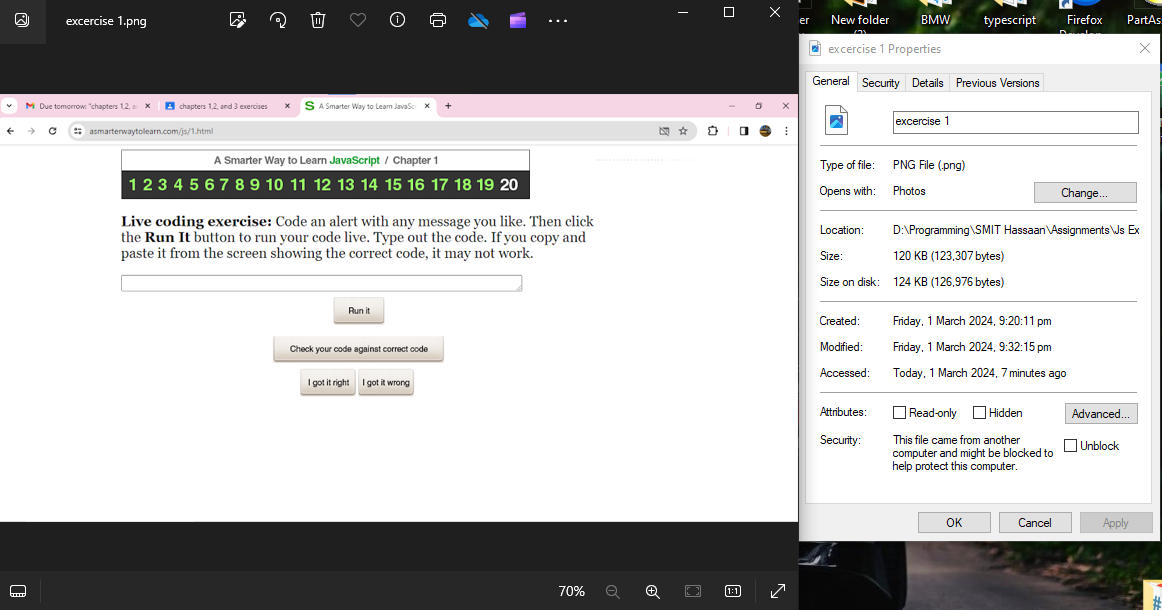 excercise 1.png
Due tomorrow: "chapters 1,2, a
chapters 1,2, and 3 exercises
A Smarter Way to Learn JavaSc
asmarterwaytolearn.com/js/1.html
A Smarter Way to Learn JavaScript / Chapter 1
1 2 3 4 5 6 7 8 9 10 11 12 13 14 15 16 17 18 19 20
Live coding exercise: Code an alert with any message you like. Then click
the Run It button to run your code live. Type out the code. If you copy and
paste it from the screen showing the correct code, it may not work.
Run it
Check your code against correct code
I got it right I got it wrong
70%
1:1
er
New folder
(2)
BMW
typescript
Firefox
Develop
PartAs
excercise 1 Properties
General Security Details Previous Versions
excercise 1
Type of file: PNG File (.png)
Opens with: Photos Change...
Location: D:\Programming\SMIT Hassaan\Assignments\Js Ex
Size: 120 KB (123,307 bytes)
Size on disk: 124 KB (126,976 bytes)
Created: Friday, 1 March 2024, 9:20:11 pm
Modified: Friday, 1 March 2024, 9:32:15 pm
Accessed: Today, 1 March 2024, 7 minutes ago
Attributes: Read-only Hidden Advanced...
Security: This file came from another
computer and might be blocked to
help protect this computer.
Unblock
OK Cancel Apply